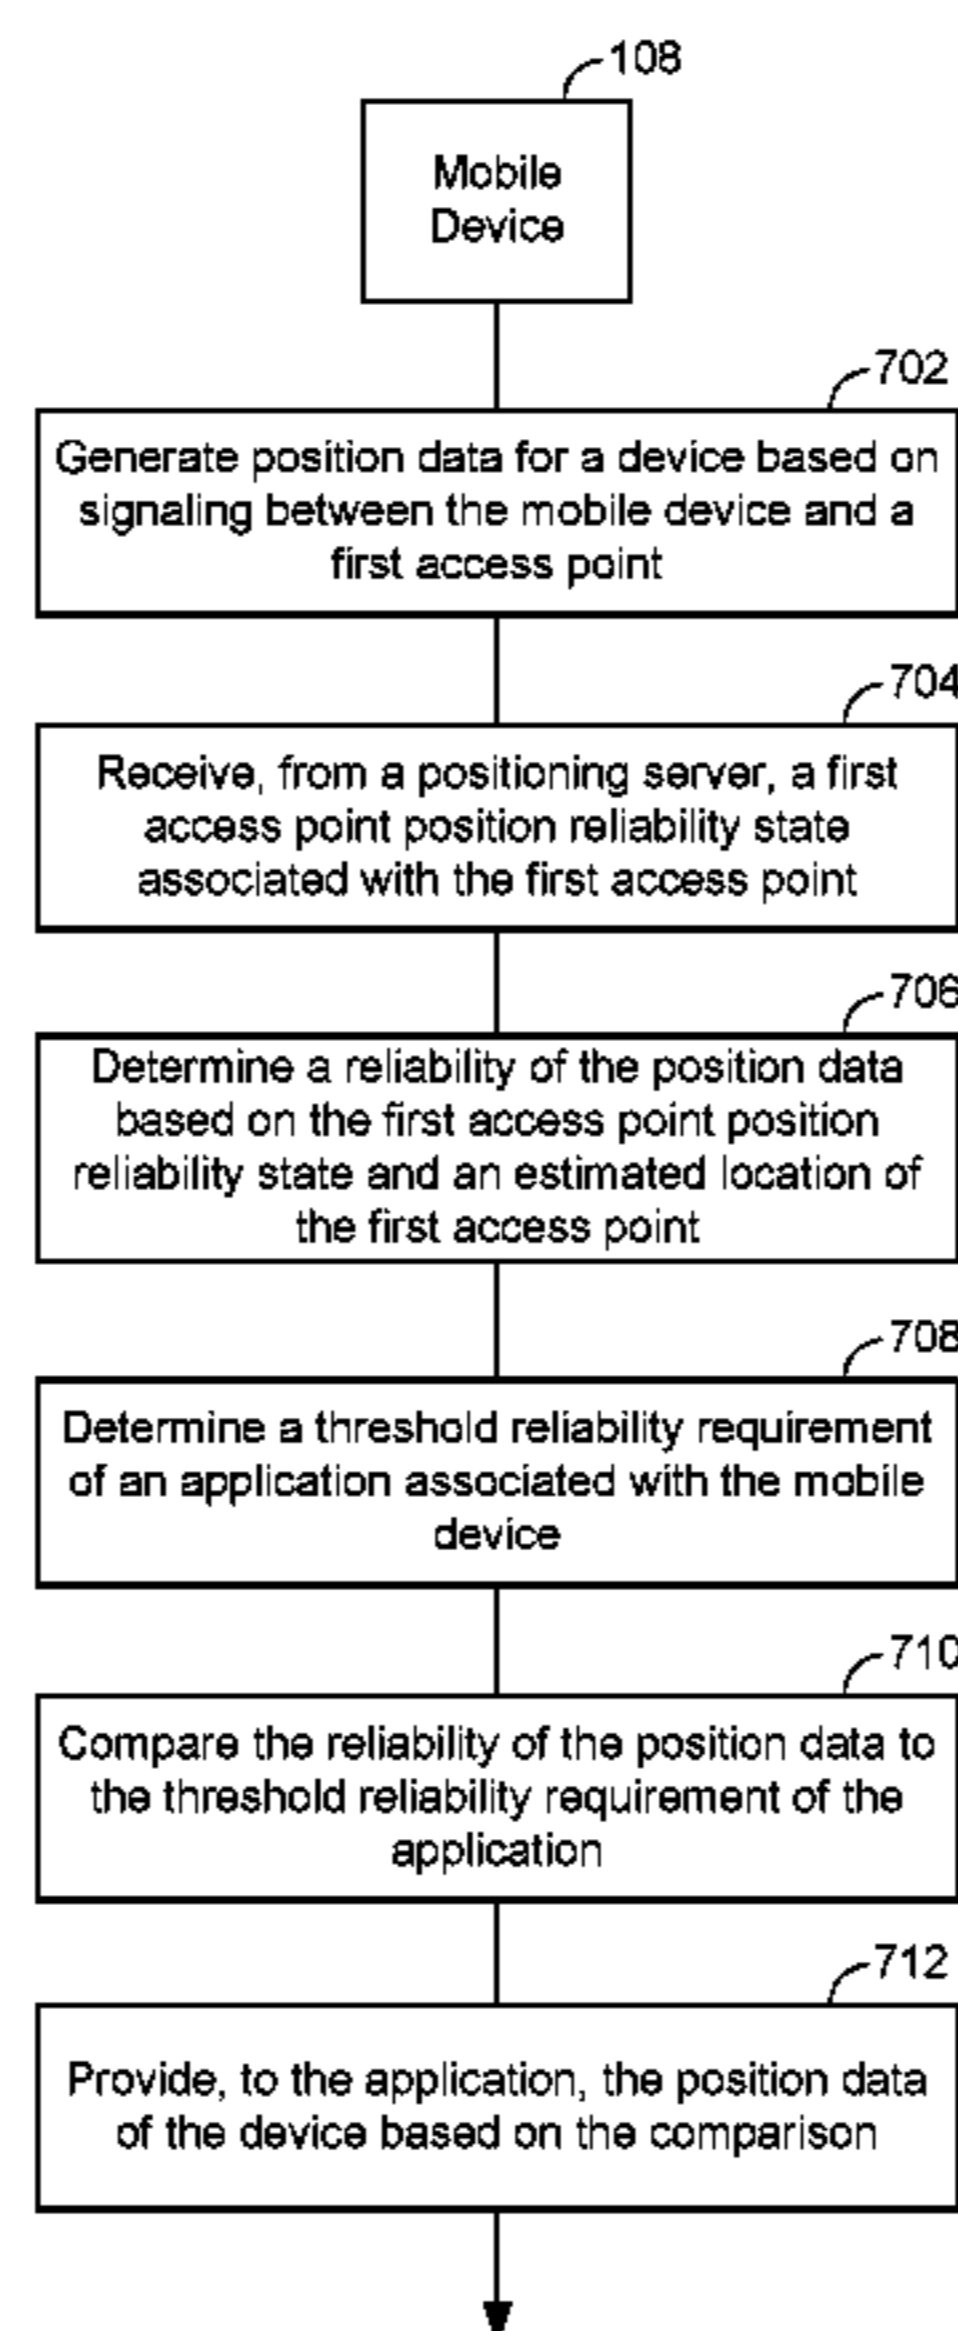 108
Mobile
Device
702
Generate position data for a device based on
signaling between the mobile device and a
first access point
704
Receive, from a positioning server, a first
access point position reliability state
associated with the first access point
706
Determine a reliability of the position data
based on the first access point position
reliability state and an estimated location of
the first access point
708
Determine a threshold reliability requirement
of an application associated with the mobile
device
710
Compare the reliability of the position data to
the threshold reliability requirement of the
application
712
Provide, to the application, the position data
of the device based on the comparison